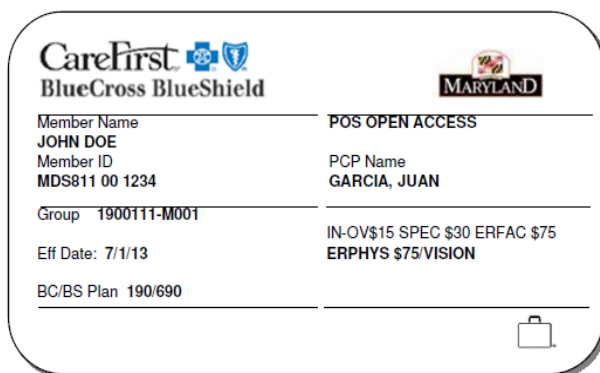 CareFirst
BlueCross BlueShield
MARYLAND
Member Name
JOHN DOE
Member ID
MDS811 00 1234
Group 1900111-M001
Eff Date: 7/1/13
BC/BS Plan 190/690
POS OPEN ACCESS
PCP Name
GARCIA, JUAN
IN-OV$15 SPEC $30 ERFAC $75
ERPHYS $75/VISION